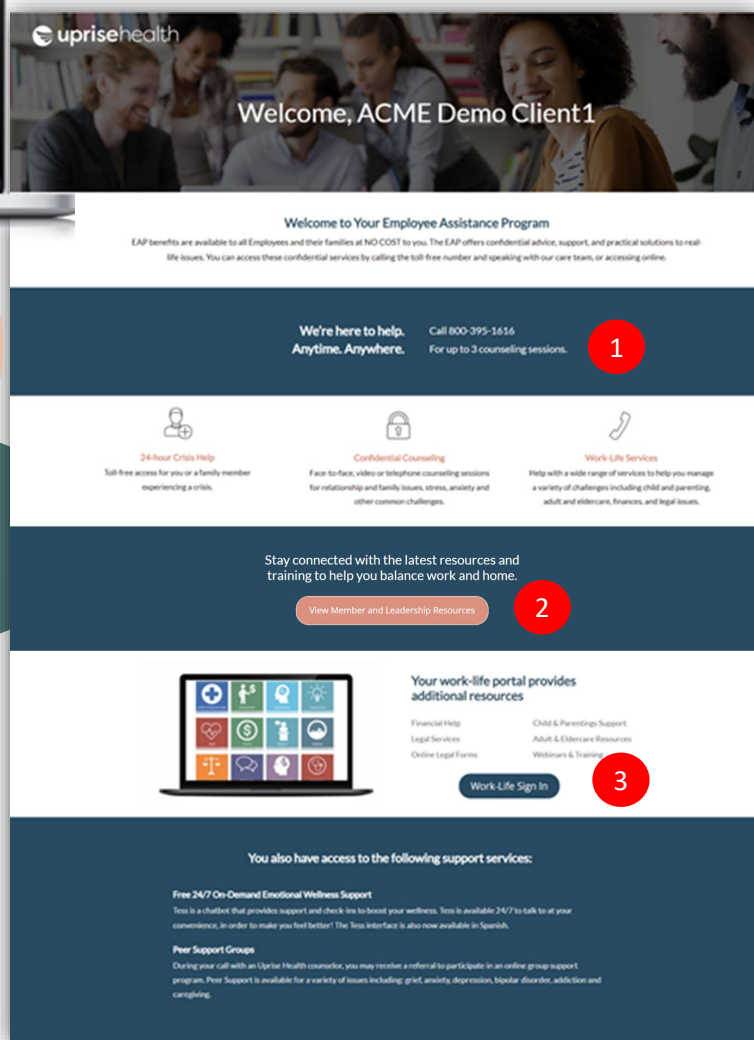 uprisehealth
Welcome, ACME Demo Client1
Welcome to Your Employee Assistance Program
EAP benefits are available to all Employees and their families at NO COST to you. The EAP offers confidential advice, support, and practical solutions to real-
life issues. You can access these confidential services by calling the toll-free number and speaking with our care team, or accessing online.
We're here to help.
Anytime. Anywhere.
Call 800-395-1616
For up to 3 counseling sessions.
1
24-hour Crisis Help
Toll-free access for you or a family member
experiencing a crisis.
Confidential Counseling
Face-to-face, video or telephone counseling sessions
for relationship and family issues, stress, anxiety and
other common challenges.
Work-Life Services
Help with a wide range of services to help you manage
a variety of challenges including child and parenting,
adult and eldercare, finances, and legal issues.
Stay connected with the latest resources and
training to help you balance work and home.
View Member and Leadership Resources
2
Your work-life portal provides
additional resources
Financial Help
Legal Services
Online Legal Forms
Child & Parentings Support
Adult & Eldercare Resources
Webinars & Training
Work-Life Sign In
3
You also have access to the following support services:
Free 24/7 On-Demand Emotional Wellness Support
Tess is a chatbot that provides support and check-ins to boost your wellness. Tess is available 24/7 to talk to at your
convenience, in order to make you feel better! The Tess interface is also now available in Spanish.
Peer Support Groups
During your call with an Uprise Health counselor, you may receive a referral to participate in an online group support
program. Peer Support is available for a variety of issues including: grief, anxiety, depression, bipolar disorder, addiction and
caregiving.